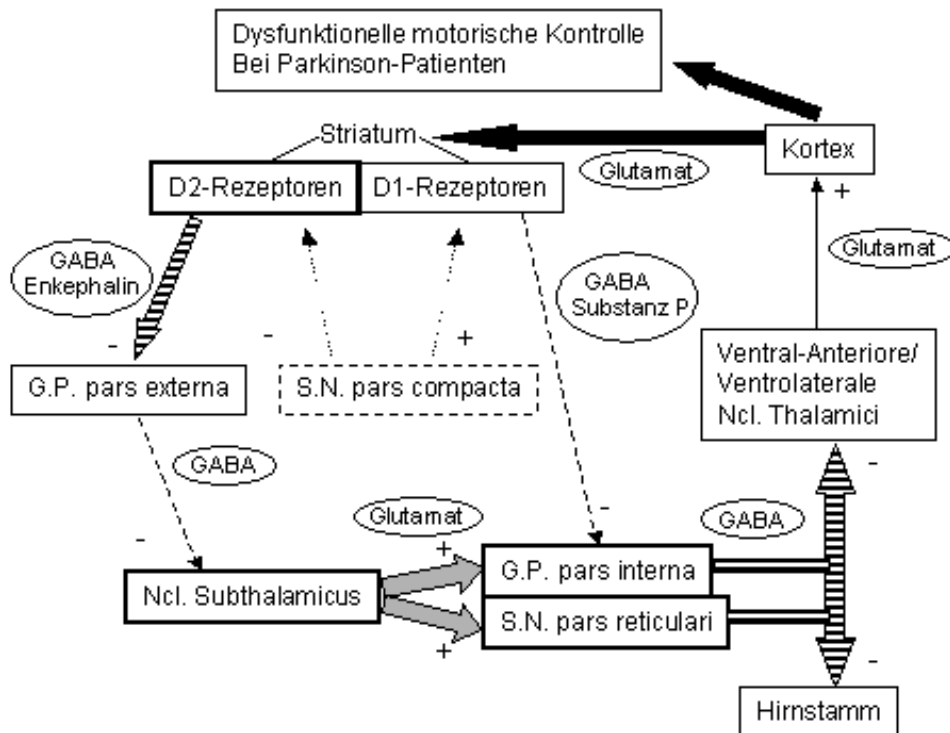 Dysfunktionelle motorische Kontrolle
Bei Parkinson-Patienten
Striatum
Glutamat
Kortex
D2-Rezeptoren
D1-Rezeptoren
+
GABA
Enkephalin
GABA
Substanz P
Glutamat
-
-
+
G.P. pars externa
S.N. pars compacta
Ventral-Anteriore/
Ventrolaterale
Ncl. Thalamici
GABA
-
Glutamat
-
GABA
-
+
Ncl. Subthalamicus
G.P. pars interna
S.N. pars reticulari
+
-
Hirnstamm